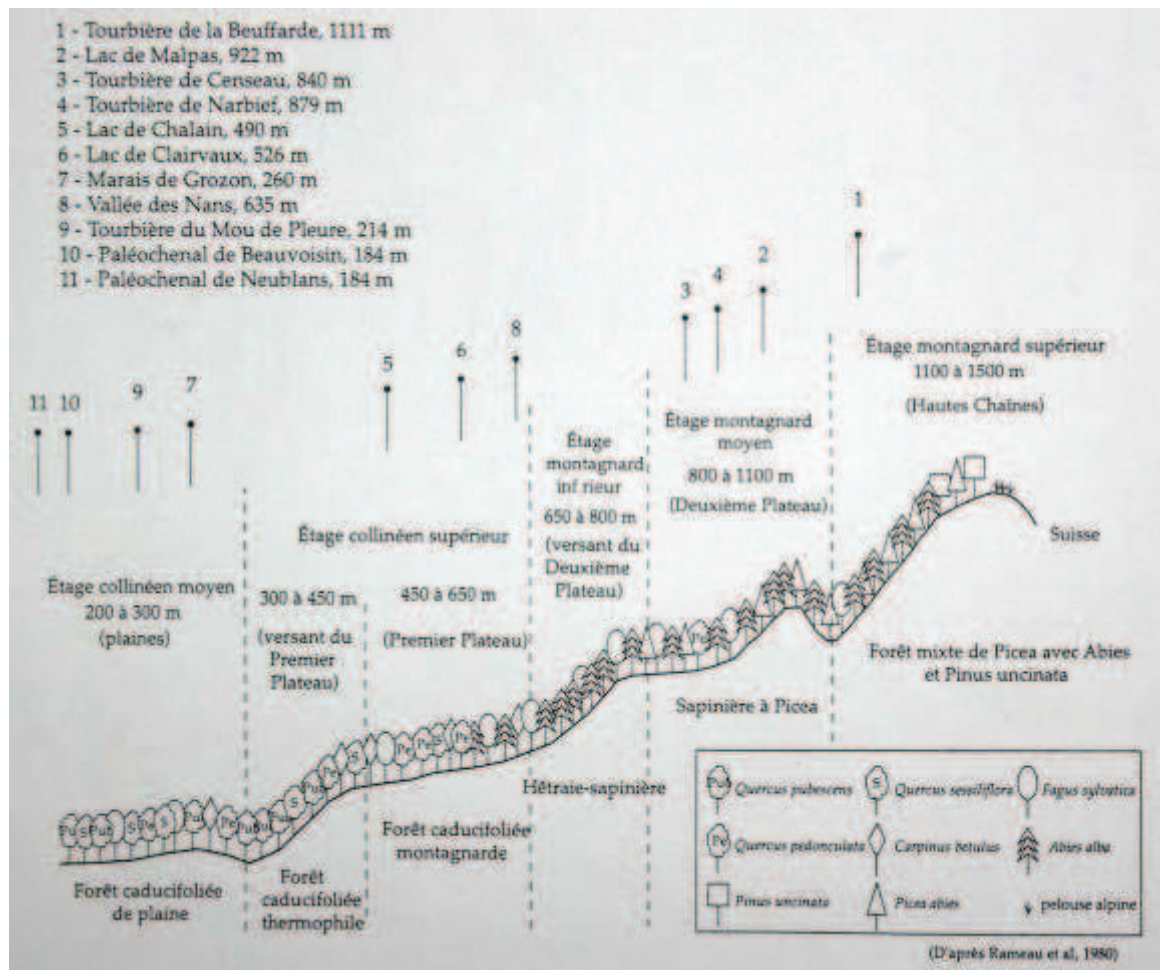 1 - Tourbière de la Beuffarde, 1111 m
2 - Lac de Malpas, 922 m
3 - Tourbière de Censeau, 840 m
4 - Tourbière de Narbief, 879 m
5 - Lac de Chalain, 490 m
6 - Lac de Clairvaux, 526 m
7 - Marais de Grozon, 260 m
8 - Vallée des Nans, 635 m
9 - Tourbière du Mou de Pleure, 214 m
10 - Paléochenal de Beauvoisin, 184 m
11 - Paléochenal de Neublans, 184 m
1
2
3
4
5
6
8
11
10
9
7
Étage montagnard supérieur
1100 à 1500 m
(Hautes Chaînes)
Étage montagnard
moyen
800 à 1100 m
(Deuxième Plateau)
Étage
montagnard
inf rieur
650 à 800 m
(versant du
Deuxième
Plateau)
Étage collinéen supérieur
300 à 450 m
(versant du
Premier
Plateau)
450 à 650 m
(Premier Plateau)
Étage collinéen moyen
200 à 300 m
(plaines)
Suisse
Forêt mixte de Picea avec Abies
et Pinus uncinata
Sapinière à Picea
Hêtraie-sapinière
Forêt caducifoliée
montagnarde
Forêt
caducifoliée
thermophile
Forêt caducifoliée
de plaine
Pub Quercus pubescens
S Quercus sessiliflora
Fagus sylvatica
Pe Quercus pédonculata
Carpinus betulus
Abies alba
Pinus uncinata
Picea abies
pelouse alpine
(D'après Rameau et al, 1980)